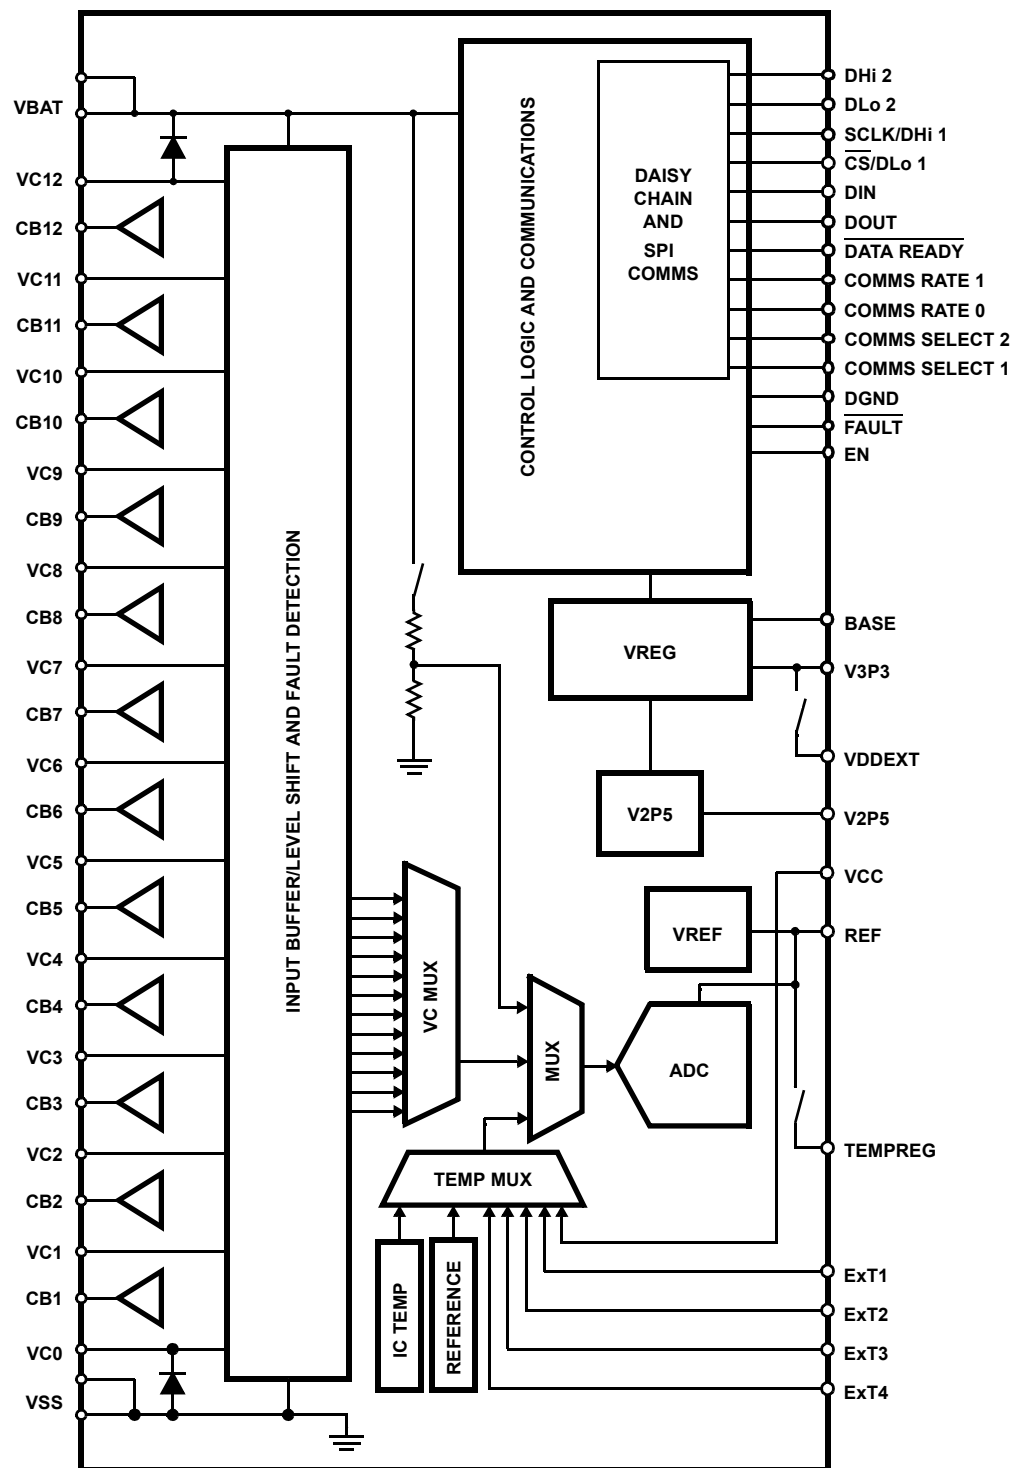 VBAT
VC12
CB12
VC11
CB11
VC10
CB10
VC9
CB9
VC8
CB8
VC7
CB7
VC6
CB6
VC5
CB5
VC4
CB4
VC3
CB3
VC2
CB2
VC1
CB1
VC0
VSS
INPUT BUFFER/LEVEL SHIFT AND FAULT DETECTION
CONTROL LOGIC AND COMMUNICATIONS
DAISY
CHAIN
AND
SPI
COMMS
VREG
V2P5
VREF
VC MUX
MUX
ADC
TEMP MUX
IC TEMP
REFERENCE
DHi 2
DLo 2
SCLK/DHi 1
CS/DLo 1
DIN
DOUT
DATA READY
COMMS RATE 1
COMMS RATE 0
COMMS SELECT 2
COMMS SELECT 1
DGND
FAULT
EN
BASE
V3P3
VDDEXT
V2P5
VCC
REF
TEMPREG
ExT1
ExT2
ExT3
ExT4